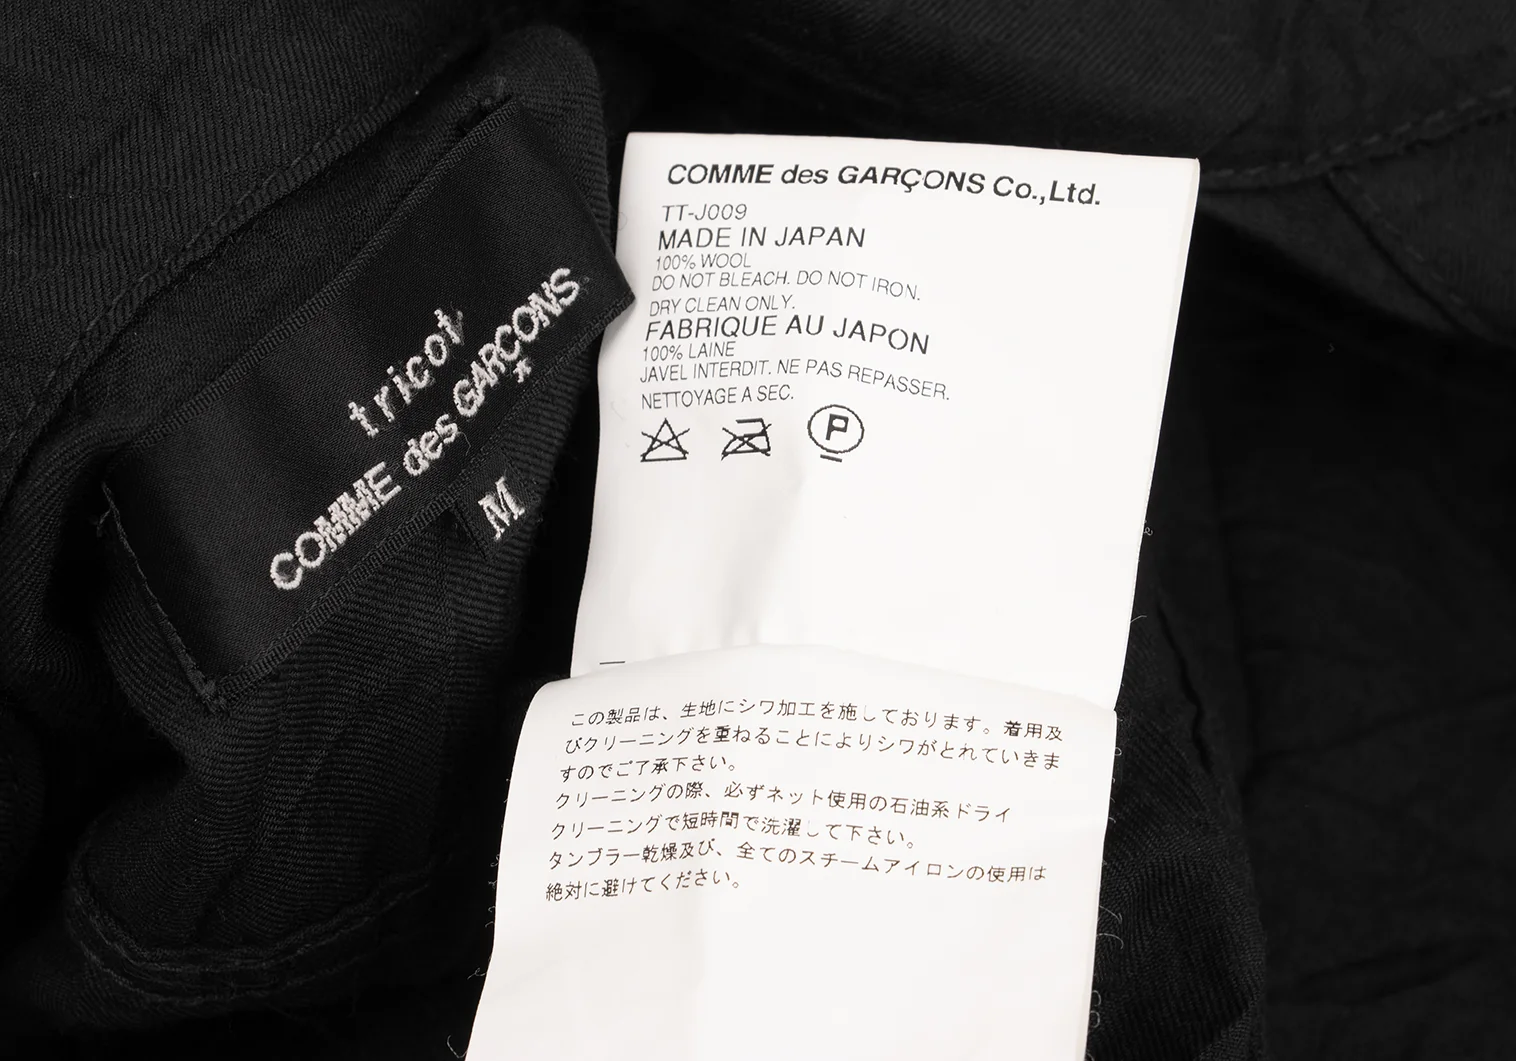 tricot
COMME des GARÇONS
M
COMME des GARÇONS Co.,Ltd.
TT-J009
MADE IN JAPAN
100% WOOL
DO NOT BLEACH. DO NOT IRON.
DRY CLEAN ONLY.
FABRIQUE AU JAPON
100% LAINE
JAVEL INTERDIT. NE PAS REPASSER.
NETTOYAGE A SEC.
P
この製品は、生地にシワ加工を施しております。着用及
びクリーニングを重ねることによりシワがとれていきま
すのでご了承下さい。
クリーニングの際、必ずネット使用の石油系ドライ
クリーニングで短時間で洗濯して下さい。
タンブラー乾燥及び、全てのスチームアイロンの使用は
絶対に避けてください。